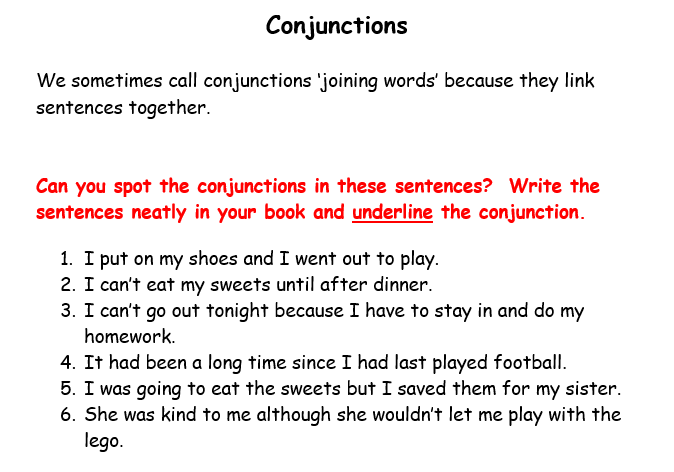 Conjunctions
We sometimes call conjunctions ‘joining words’ because they link
sentences together.
Can you spot the conjunctions in these sentences?  Write the
sentences neatly in your book and underline the conjunction.
1. I put on my shoes and I went out to play.
2. I can’t eat my sweets until after dinner.
3. I can’t go out tonight because I have to stay in and do my
homework.
4. It had been a long time since I had last played football.
5. I was going to eat the sweets but I saved them for my sister.
6. She was kind to me although she wouldn’t let me play with the
lego.